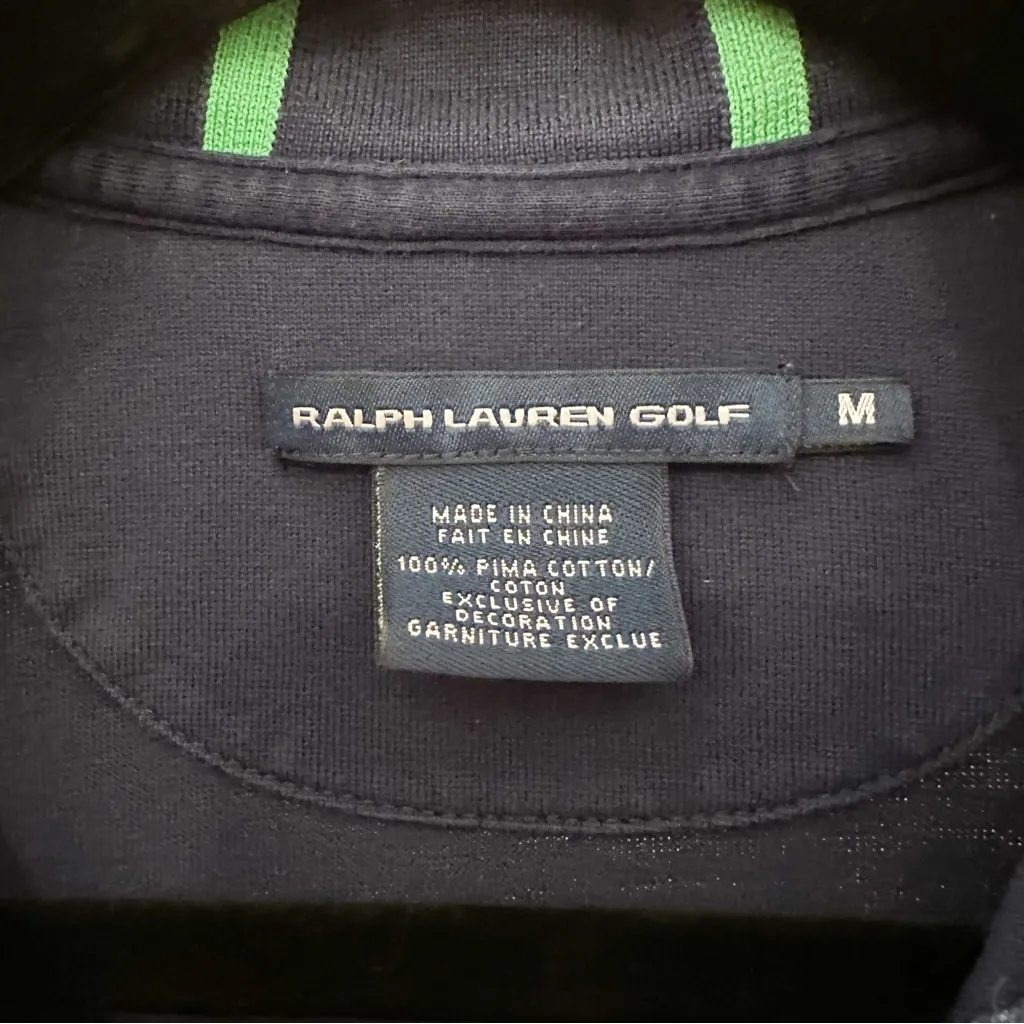 RALPH LAUREN GOLF
M
MADE IN CHINA
FAIT EN CHINE
100% PIMA COTTON/
COTON
EXCLUSIVE OF
DECORATION
GARNITURE EXCLUE